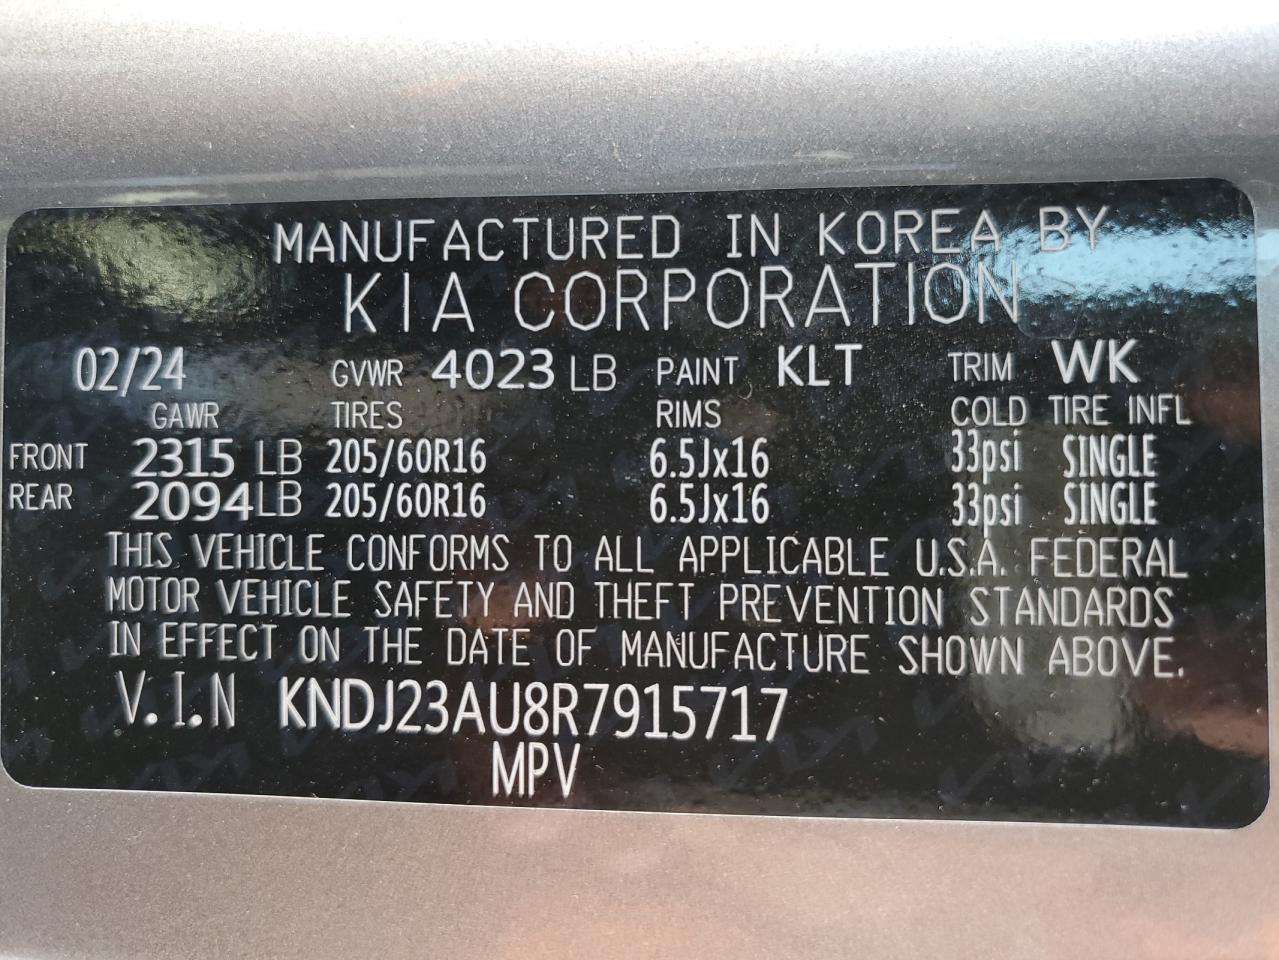 MANUFACTURED IN KOREA BY
KIA CORPORATION
02/24 GVWR 4023 LB PAINT KLT TRIM WK
GAWR TIRES RIMS COLD TIRE INFL
FRONT 2315 LB 205/60R16 6.5Jx16 33psi SINGLE
REAR 2094 LB 205/60R16 6.5Jx16 33psi SINGLE
THIS VEHICLE CONFORMS TO ALL APPLICABLE U.S.A. FEDERAL
MOTOR VEHICLE SAFETY AND THEFT PREVENTION STANDARDS
IN EFFECT ON THE DATE OF MANUFACTURE SHOWN ABOVE.
V.I.N KNDJ23AU8R7915717
MPV